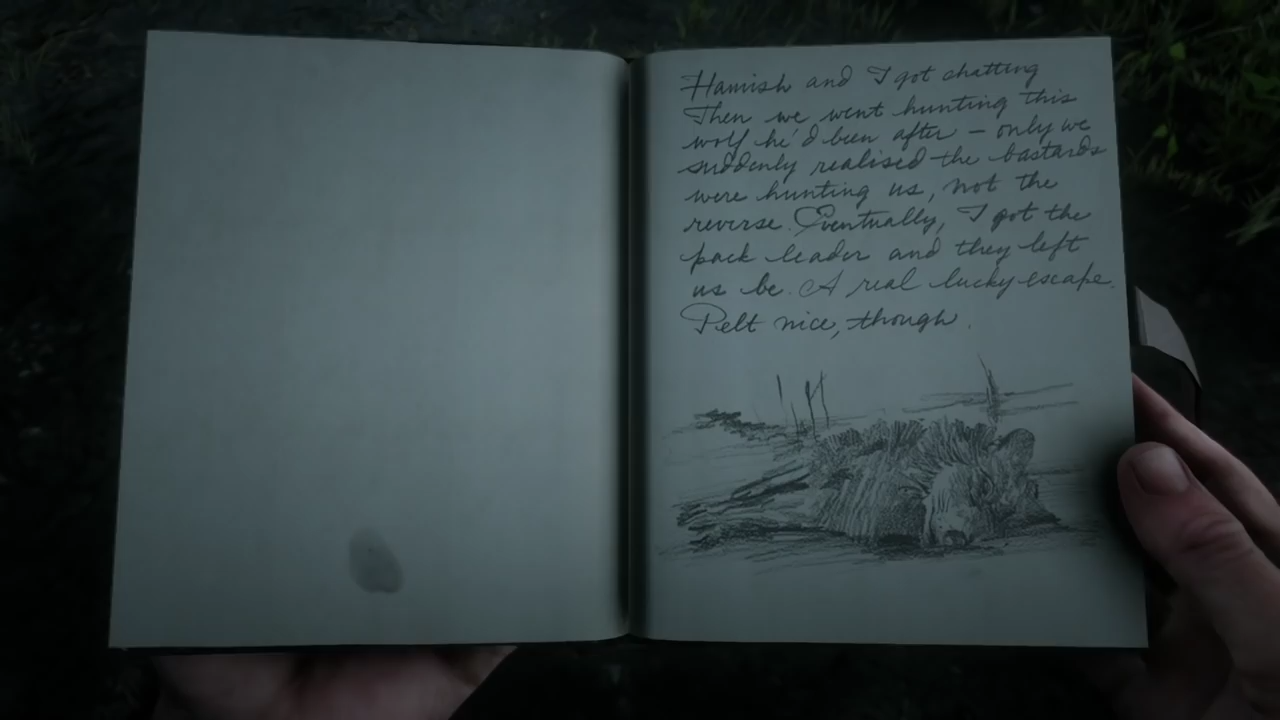 Hamish and I got chatting
Then we went hunting this
wolf he'd been after – only we
suddenly realised the bastards
were hunting us, not the
reverse. Eventually, I got the
pack leader and they left
us be. A real lucky escape.
Pelt nice, though.